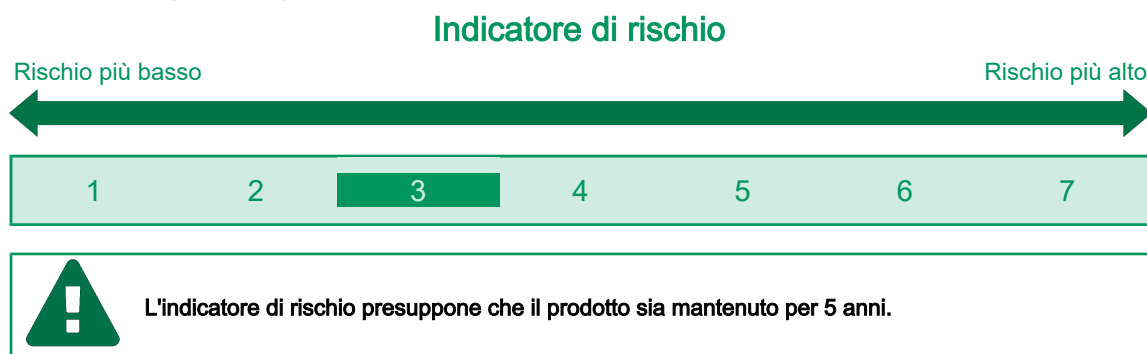 Indicatore di rischio
Rischio più basso Rischio più alto
1 2 3 4 5 6 7
L'indicatore di rischio presuppone che il prodotto sia mantenuto per 5 anni.